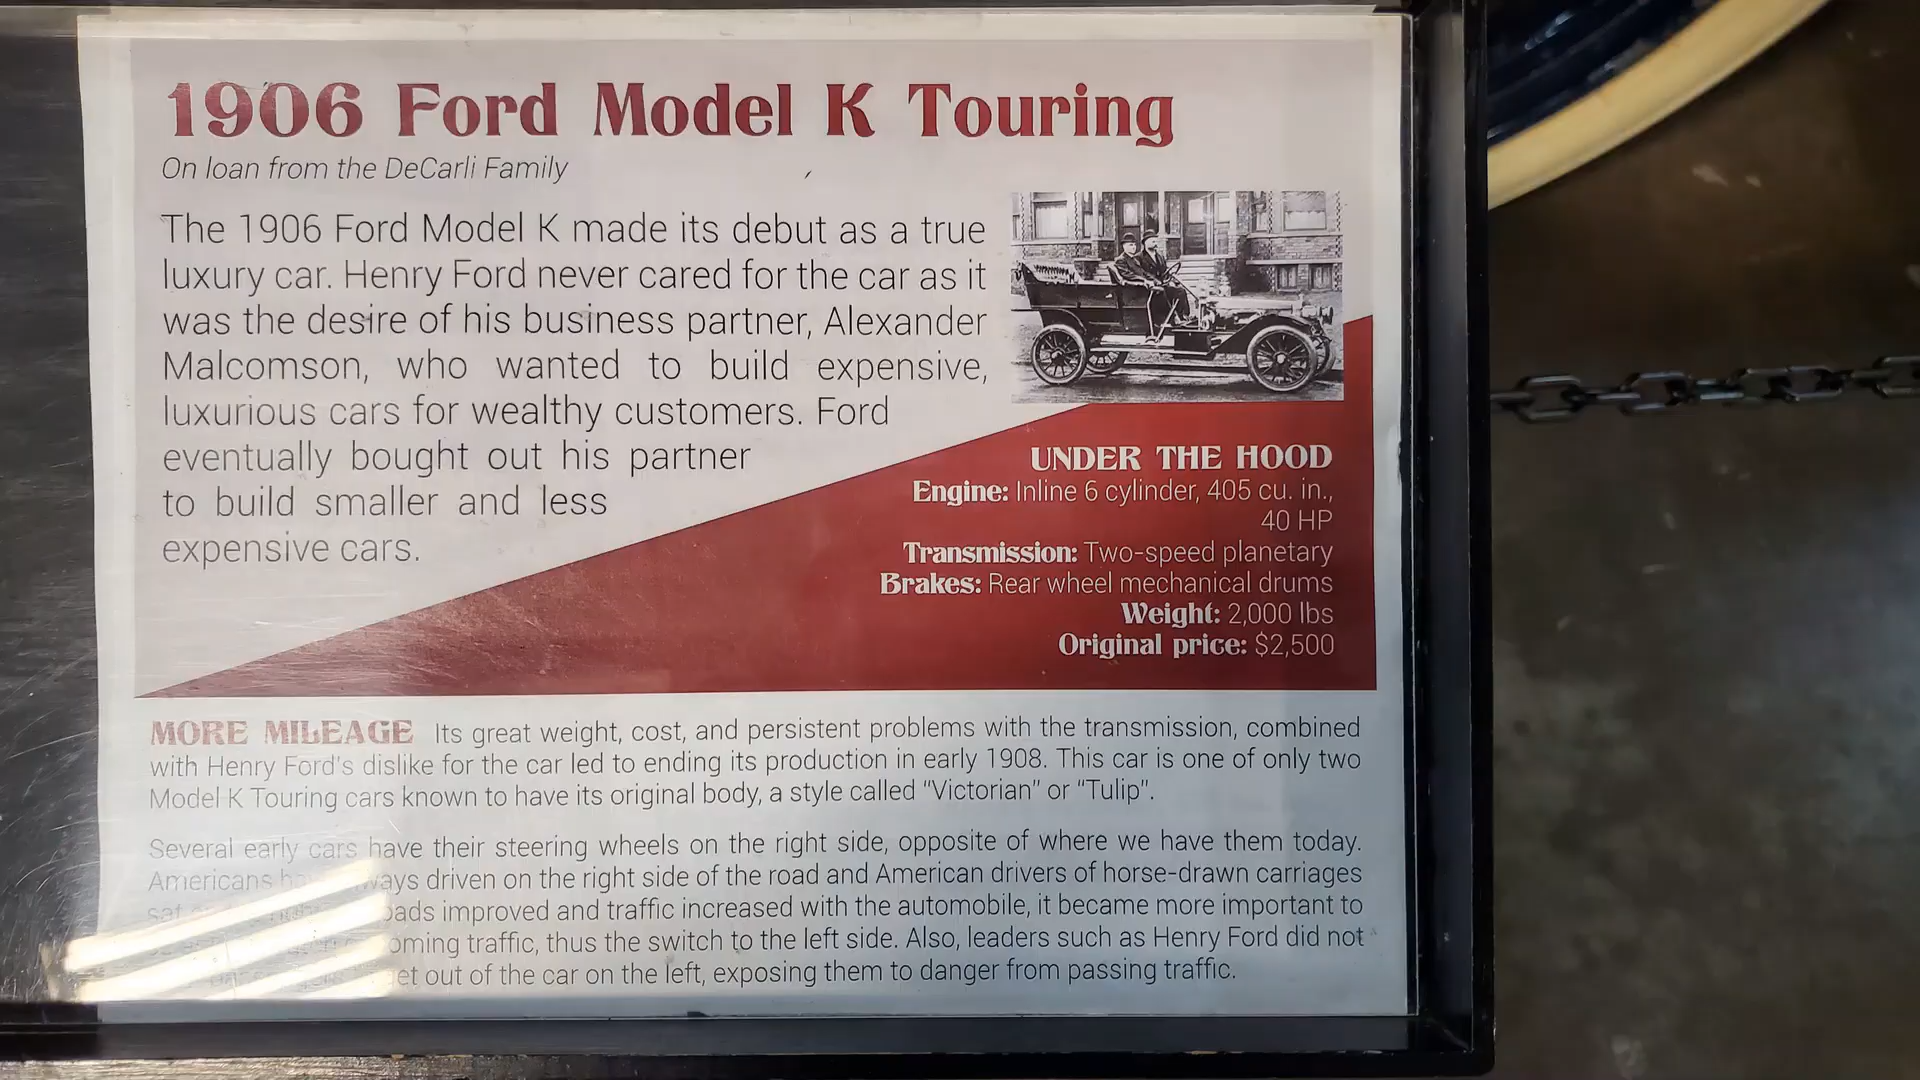 1906 Ford Model K Touring
On loan from the DeCarli Family
The 1906 Ford Model K made its debut as a true
luxury car. Henry Ford never cared for the car as it
was the desire of his business partner, Alexander
Malcomson, who wanted to build expensive,
luxurious cars for wealthy customers. Ford
eventually bought out his partner
to build smaller and less
expensive cars.
UNDER THE HOOD
Engine: Inline 6 cylinder, 405 cu. in.,
40 HP
Transmission: Two-speed planetary
Brakes: Rear wheel mechanical drums
Weight: 2,000 lbs
Original price: $2,500
MORE MILEAGE Its great weight, cost, and persistent problems with the transmission, combined
with Henry Ford's dislike for the car led to ending its production in early 1908. This car is one of only two
Model K Touring cars known to have its original body, a style called “Victorian” or “Tulip”.
Several early cars have their steering wheels on the right side, opposite of where we have them today.
Americans driven on the right side of the road and American drivers of horse-drawn carriages
sat improved and traffic increased with the automobile, it became more important to
traffic, thus the switch to the left side. Also, leaders such as Henry Ford did not
out of the car on the left, exposing them to danger from passing traffic.